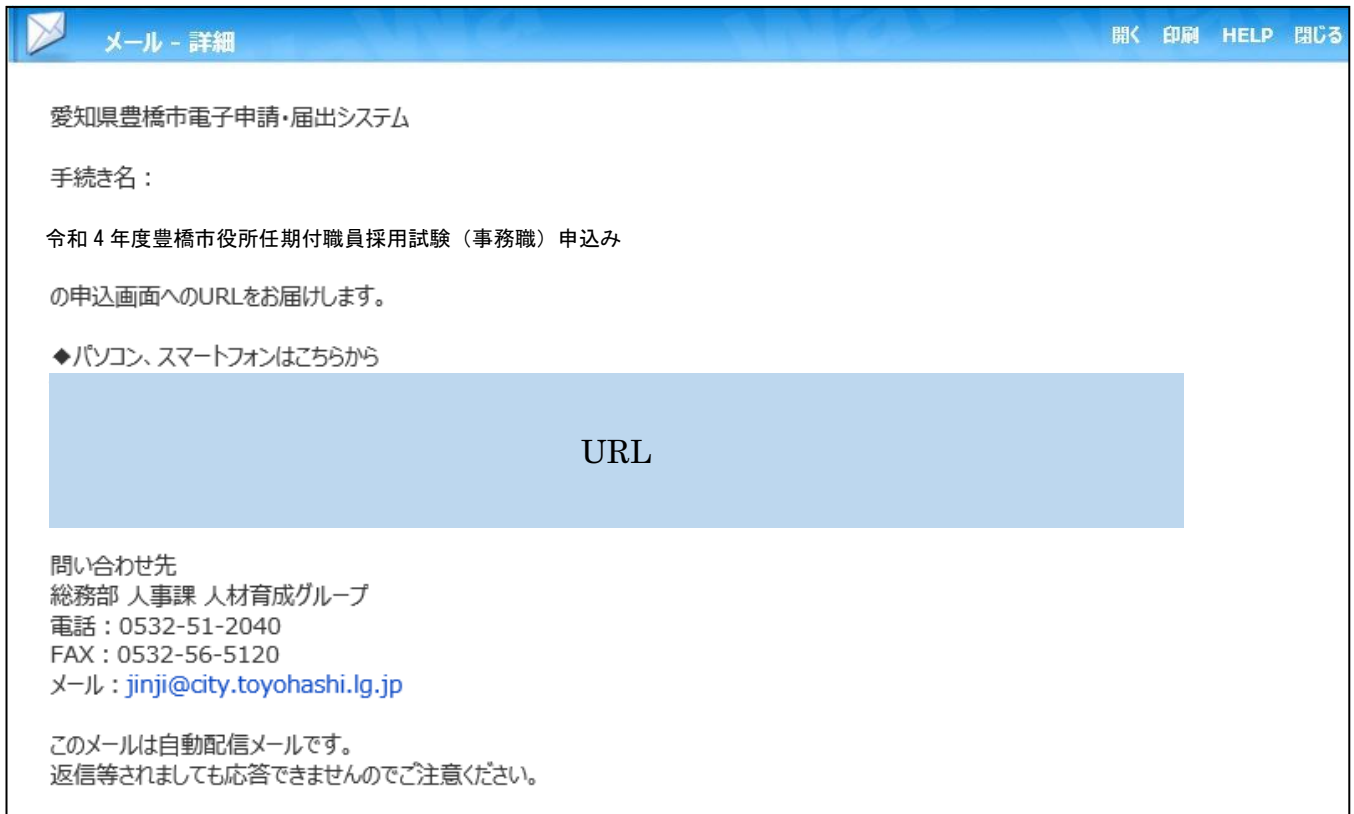 メール - 詳細
開く 印刷 HELP 閉じる
愛知県豊橋市電子申請・届出システム
手続き名：
令和４年度豊橋市役所任期付職員採用試験（事務職）申込み
の申込画面へのURLをお届けします。
◆パソコン、スマートフォンはこちらから
URL
問い合わせ先
総務部 人事課 人材育成グループ
電話：0532-51-2040
FAX：0532-56-5120
メール：jinji@city.toyohashi.lg.jp
このメールは自動配信メールです。
返信等されましても応答できませんのでご注意ください。